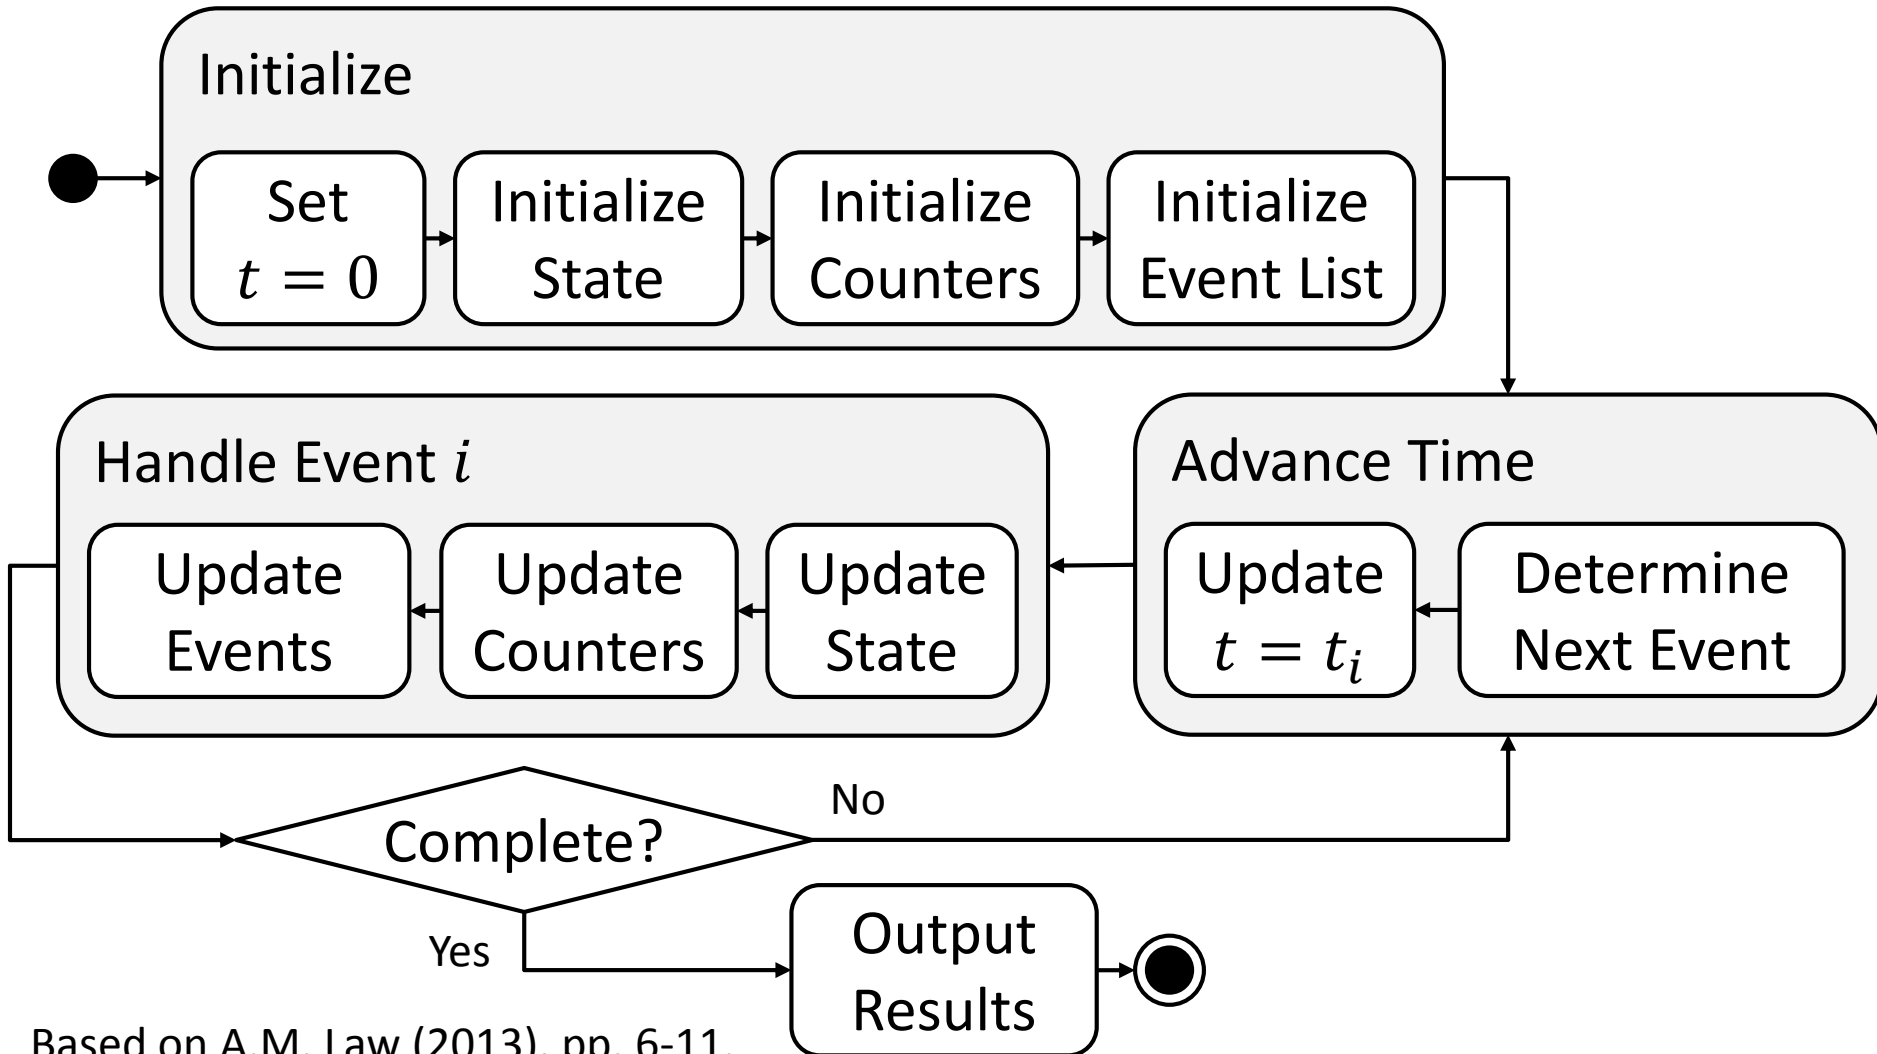 Initialize
Set
t = 0
Initialize
State
Initialize
Counters
Initialize
Event List
Advance Time
Determine
Next Event
Update
t = tᵢ
Handle Event i
Update
State
Update
Counters
Update
Events
Complete?
No
Yes
Output
Results
Based on A.M. Law (2013), pp. 6-11.